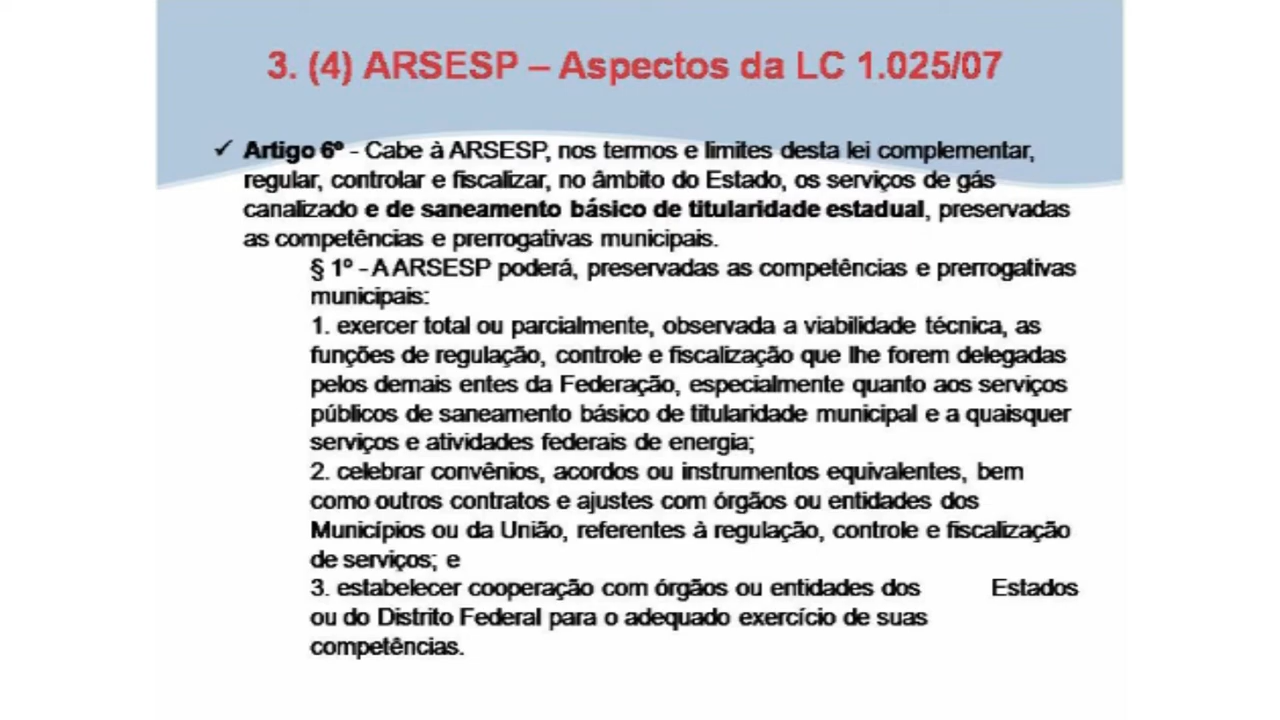 3. (4) ARSESP – Aspectos da LC 1.025/07
✓ Artigo 6º - Cabe à ARSESP, nos termos e limites desta lei complementar,
regular, controlar e fiscalizar, no âmbito do Estado, os serviços de gás
canalizado e de saneamento básico de titularidade estadual, preservadas
as competências e prerrogativas municipais.
§ 1º - A ARSESP poderá, preservadas as competências e prerrogativas
municipais:
1. exercer total ou parcialmente, observada a viabilidade técnica, as
funções de regulação, controle e fiscalização que lhe forem delegadas
pelos demais entes da Federação, especialmente quanto aos serviços
públicos de saneamento básico de titularidade municipal e a quaisquer
serviços e atividades federais de energia;
2. celebrar convênios, acordos ou instrumentos equivalentes, bem
como outros contratos e ajustes com órgãos ou entidades dos
Municípios ou da União, referentes à regulação, controle e fiscalização
de serviços; e
3. estabelecer cooperação com órgãos ou entidades dos Estados
ou do Distrito Federal para o adequado exercício de suas
competências.